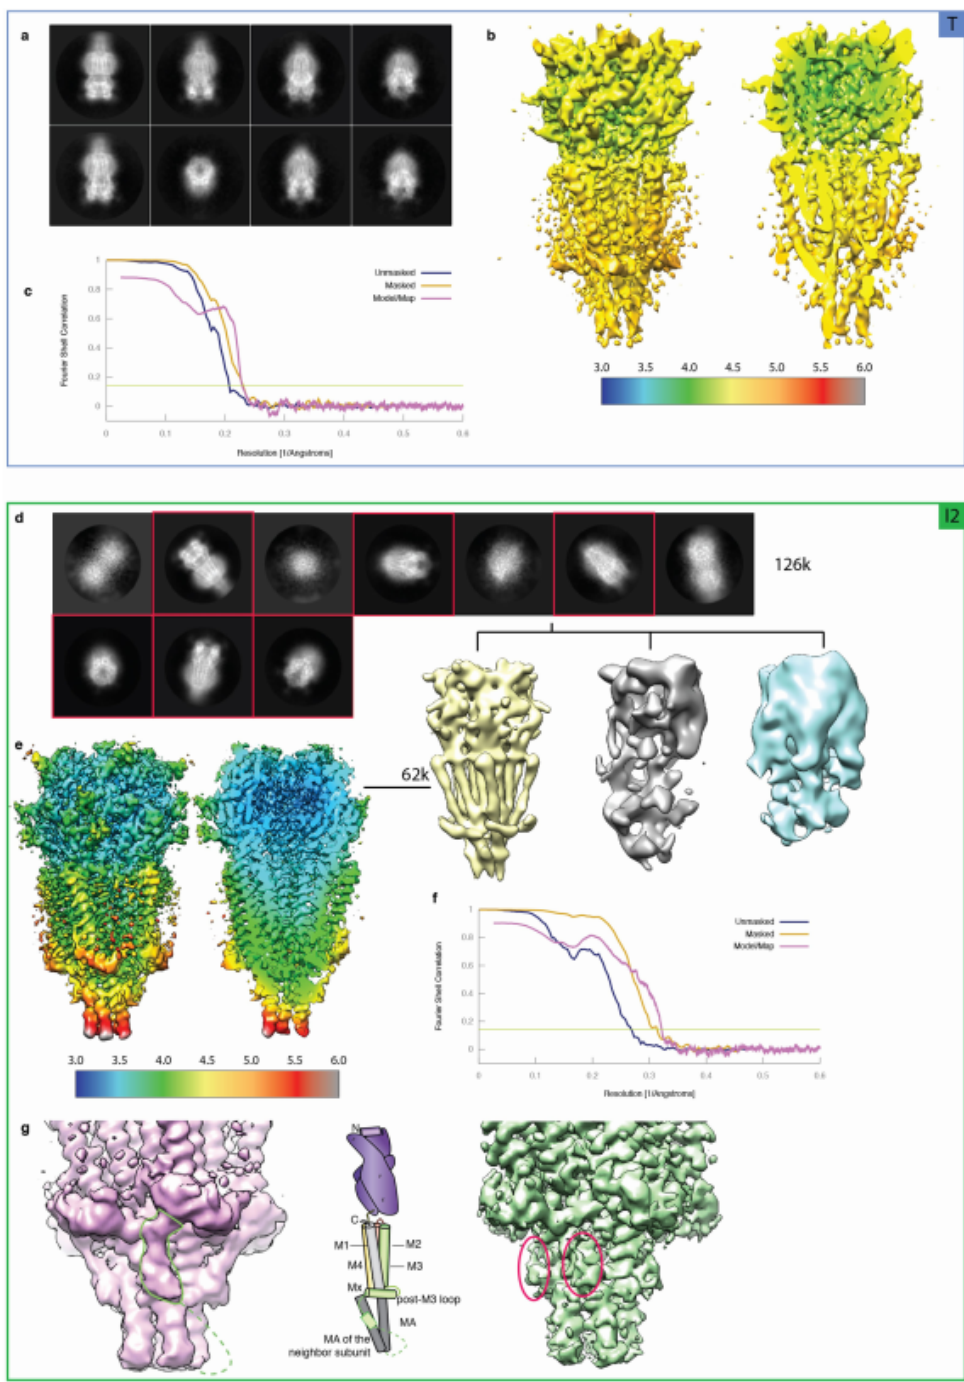 T
a
b
c
Unmasked
Masked
Model/Map
Fourier Shell Correlation
1
0.8
0.6
0.4
0.2
0
0 0.1 0.2 0.3 0.4 0.5 0.6
Resolution [1/Angstroms]
3.0 3.5 4.0 4.5 5.0 5.5 6.0
I2
d
126k
62k
e
3.0 3.5 4.0 4.5 5.0 5.5 6.0
f
Unmasked
Masked
Model/Map
Fourier Shell Correlation
1
0.8
0.6
0.4
0.2
0
0 0.1 0.2 0.3 0.4 0.5 0.6
Resolution [1/Angstroms]
g
N
C
M1 M2
M4 M3
Mx
post-M3 loop
MA
MA of the
neighbor subunit